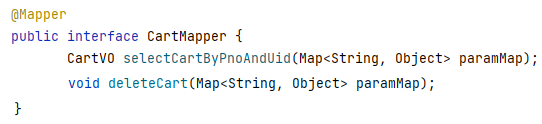 @Mapper
public interface CartMapper {
CartVO selectCartByPnoAndUid(Map<String, Object> paramMap);
void deleteCart(Map<String, Object> paramMap);
}